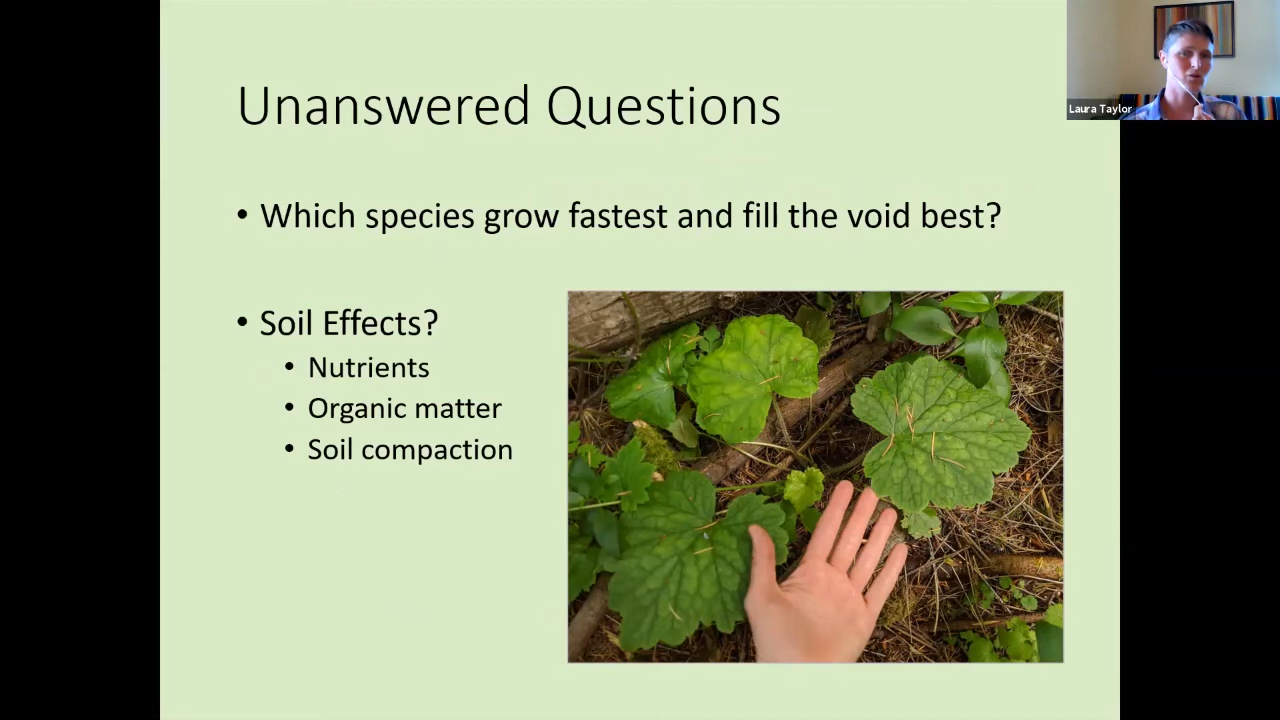 Unanswered Questions
Laura Taylor
• Which species grow fastest and fill the void best?
• Soil Effects?
• Nutrients
• Organic matter
• Soil compaction